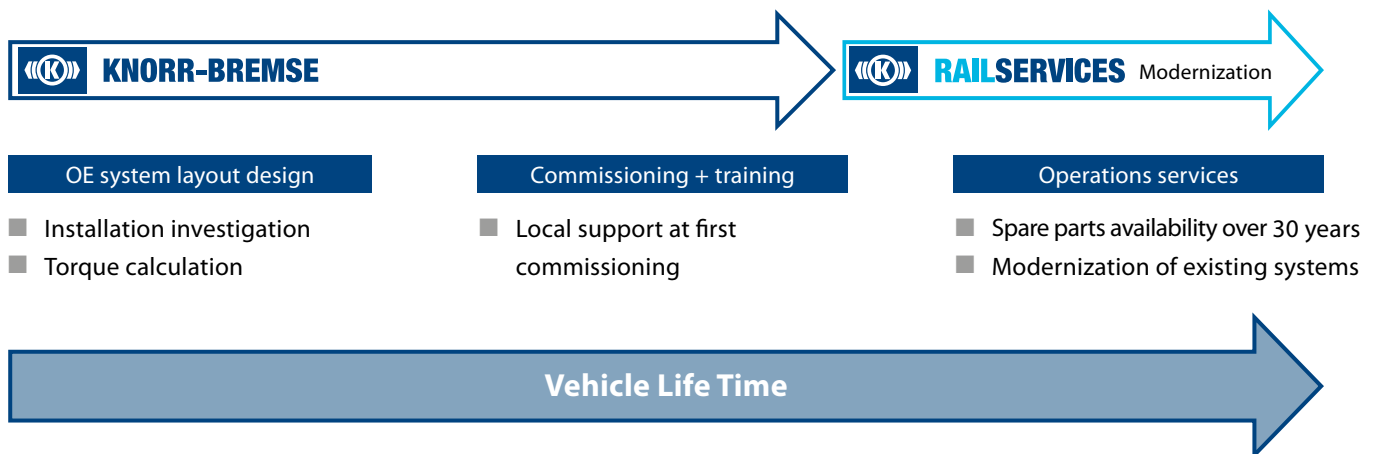 ((K)) KNORR-BREMSE
((K)) RAILSERVICES Modernization
OE system layout design
Installation investigation
Torque calculation
Commissioning + training
Local support at first
commissioning
Operations services
Spare parts availability over 30 years
Modernization of existing systems
Vehicle Life Time